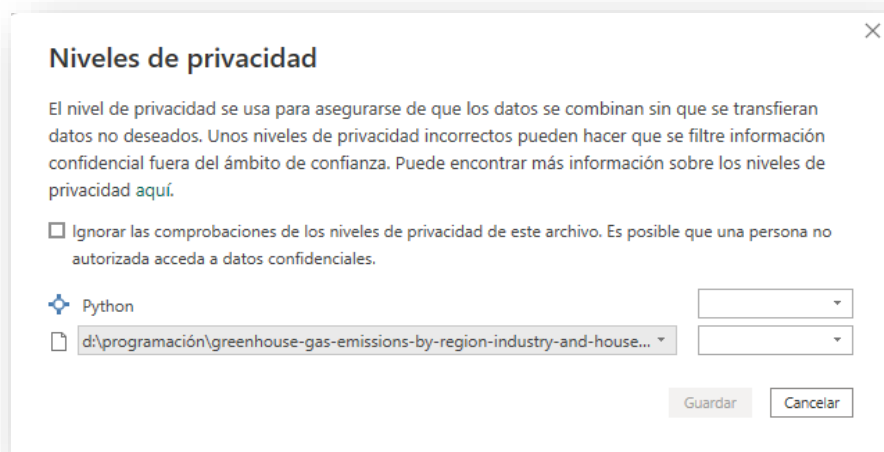 Niveles de privacidad
El nivel de privacidad se usa para asegurarse de que los datos se combinan sin que se transfieran
datos no deseados. Unos niveles de privacidad incorrectos pueden hacer que se filtre información
confidencial fuera del ámbito de confianza. Puede encontrar más información sobre los niveles de
privacidad aquí.
Ignorar las comprobaciones de los niveles de privacidad de este archivo. Es posible que una persona no
autorizada acceda a datos confidenciales.
Python
d:\programación\greenhouse-gas-emissions-by-region-industry-and-house...
Guardar Cancelar